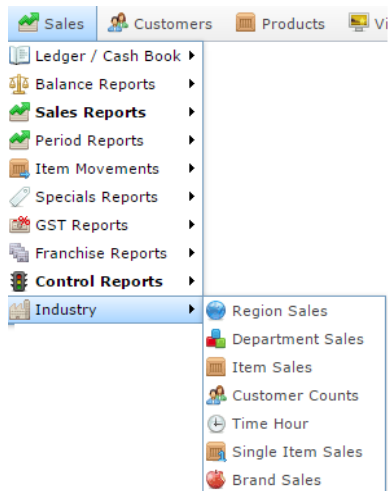 Sales Customers Products Vi
Ledger / Cash Book
Balance Reports
Sales Reports
Period Reports
Item Movements
Specials Reports
GST Reports
Franchise Reports
Control Reports
Industry
Region Sales
Department Sales
Item Sales
Customer Counts
Time Hour
Single Item Sales
Brand Sales